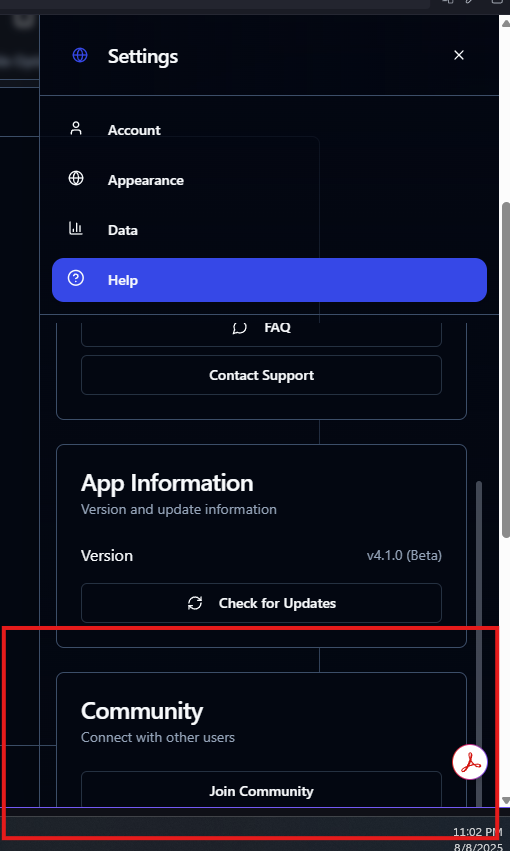 Settings
Account
Appearance
Data
Help
FAQ
Contact Support
App Information
Version and update information
Version v4.1.0 (Beta)
Check for Updates
Community
Connect with other users
Join Community
11:02 PM
8/8/2025